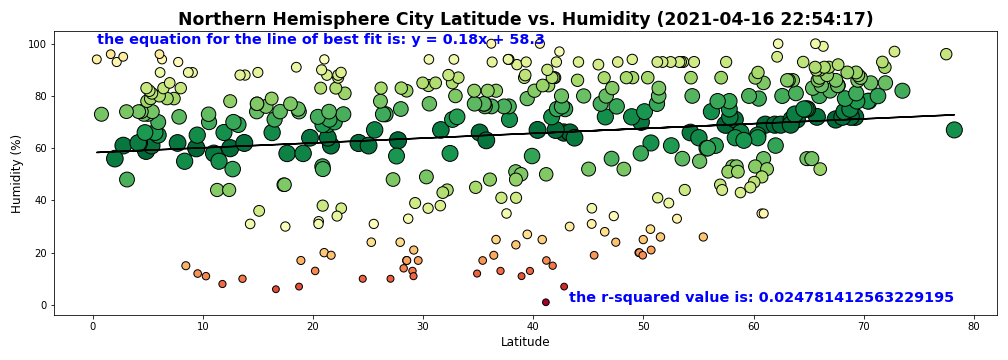 Northern Hemisphere City Latitude vs. Humidity (2021-04-16 22:54:17)
the equation for the line of best fit is: y = 0.18x + 58.3
100
80
60
40
20
0
Humidity (%)
the r-squared value is: 0.024781412563229195
0 10 20 30 40 50 60 70 80
Latitude